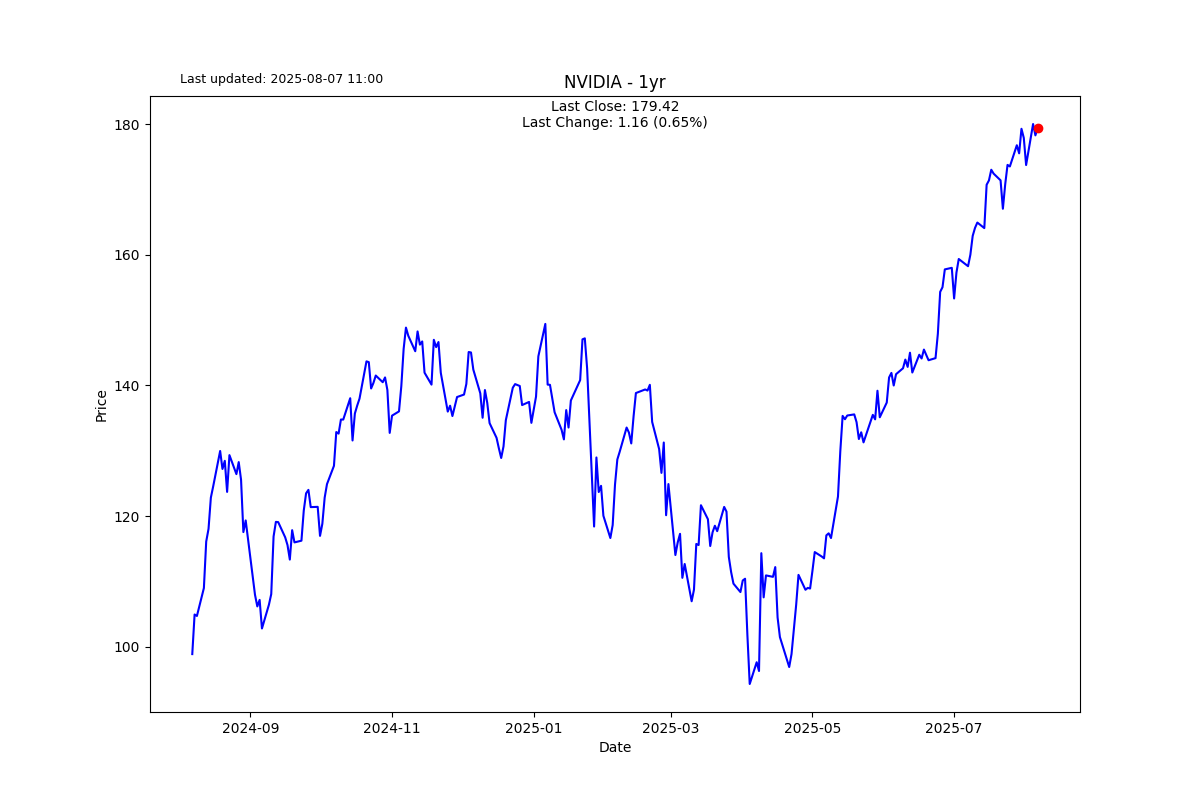 Last updated: 2025-08-07 11:00
NVIDIA - 1yr
Last Close: 179.42
Last Change: 1.16 (0.65%)
180
160
140
120
100
Price
2024-09 2024-11 2025-01 2025-03 2025-05 2025-07
Date